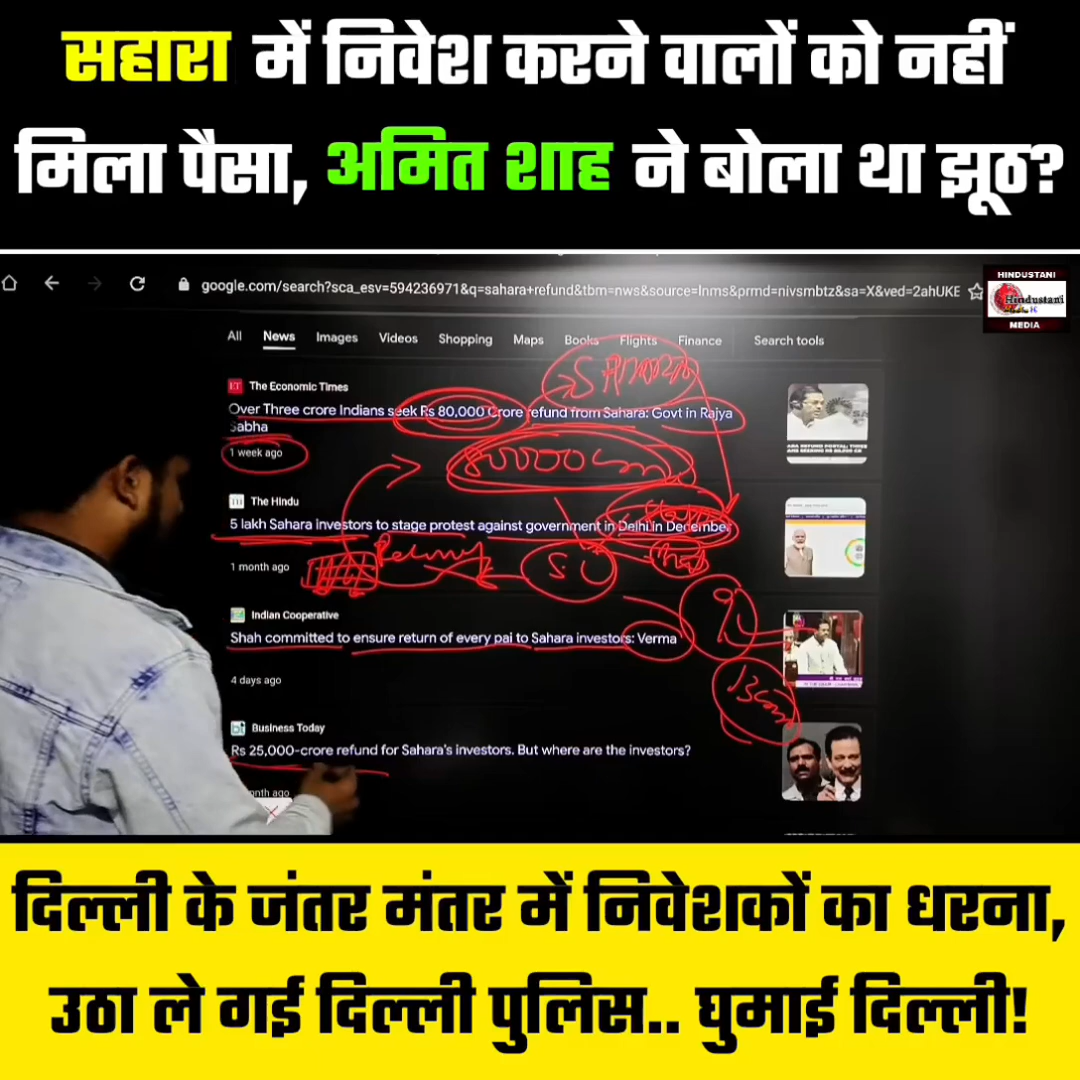 सहारा में निवेश करने वालों को नहीं
मिला पैसा, अमित शाह ने बोला था झूठ?
google.com/search?sca_esv=594236971&q=sahara+refund&tbm=nws&source=lnms&prmd=nivsmbtz&sa=X&ved=2ahUKE
HINDUSTANI
Hindustani
MEDIA
All News Images Videos Shopping Maps Books Flights Finance Search tools
The Economic Times
Over Three crore Indians seek Rs 80,000 Crore refund from Sahara: Govt in Rajya
Sabha
1 week ago
The Hindu
5 lakh Sahara investors to stage protest against government in Delhi in December
1 month ago
S.C
Indian Cooperative
Shah committed to ensure return of every pai to Sahara investors: Verma
4 days ago
Business Today
Rs 25,000-crore refund for Sahara's investors. But where are the investors?
ago
दिल्ली के जंतर मंतर में निवेशकों का धरना,
उठा ले गई दिल्ली पुलिस.. घुमाई दिल्ली!